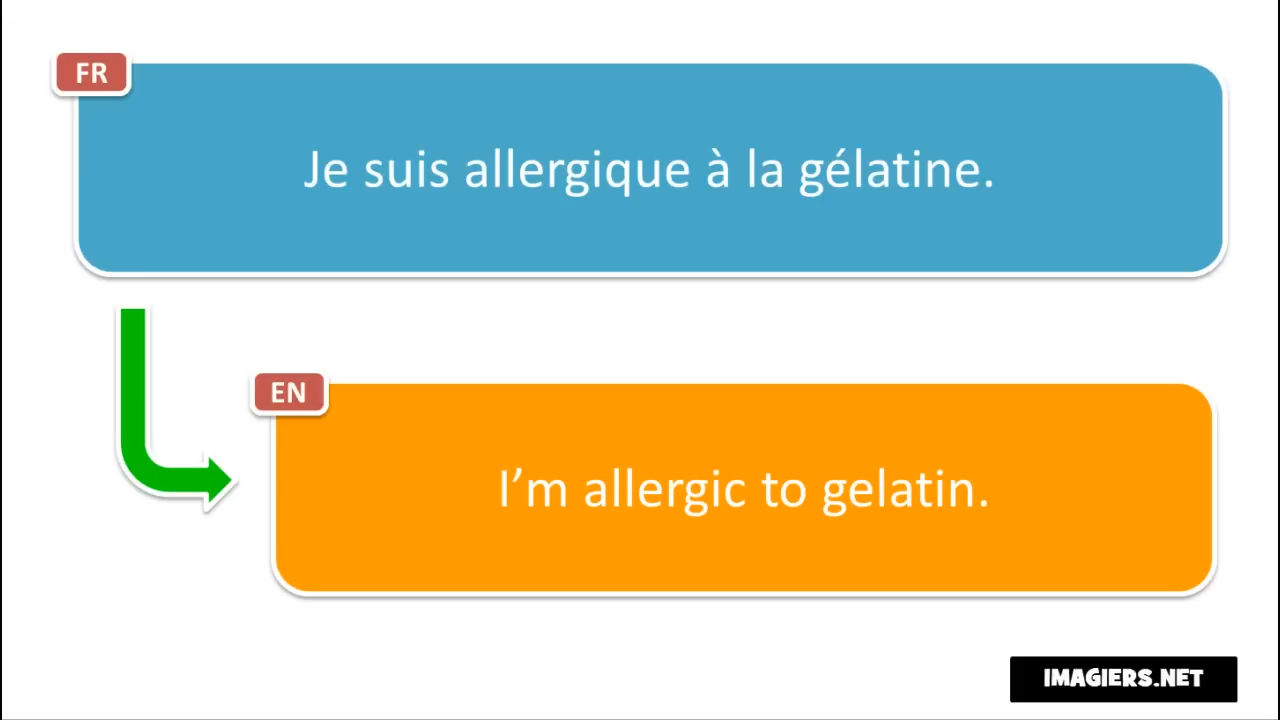 FR
Je suis allergique à la gélatine.
EN
I’m allergic to gelatin.
IMAGIERS.NET